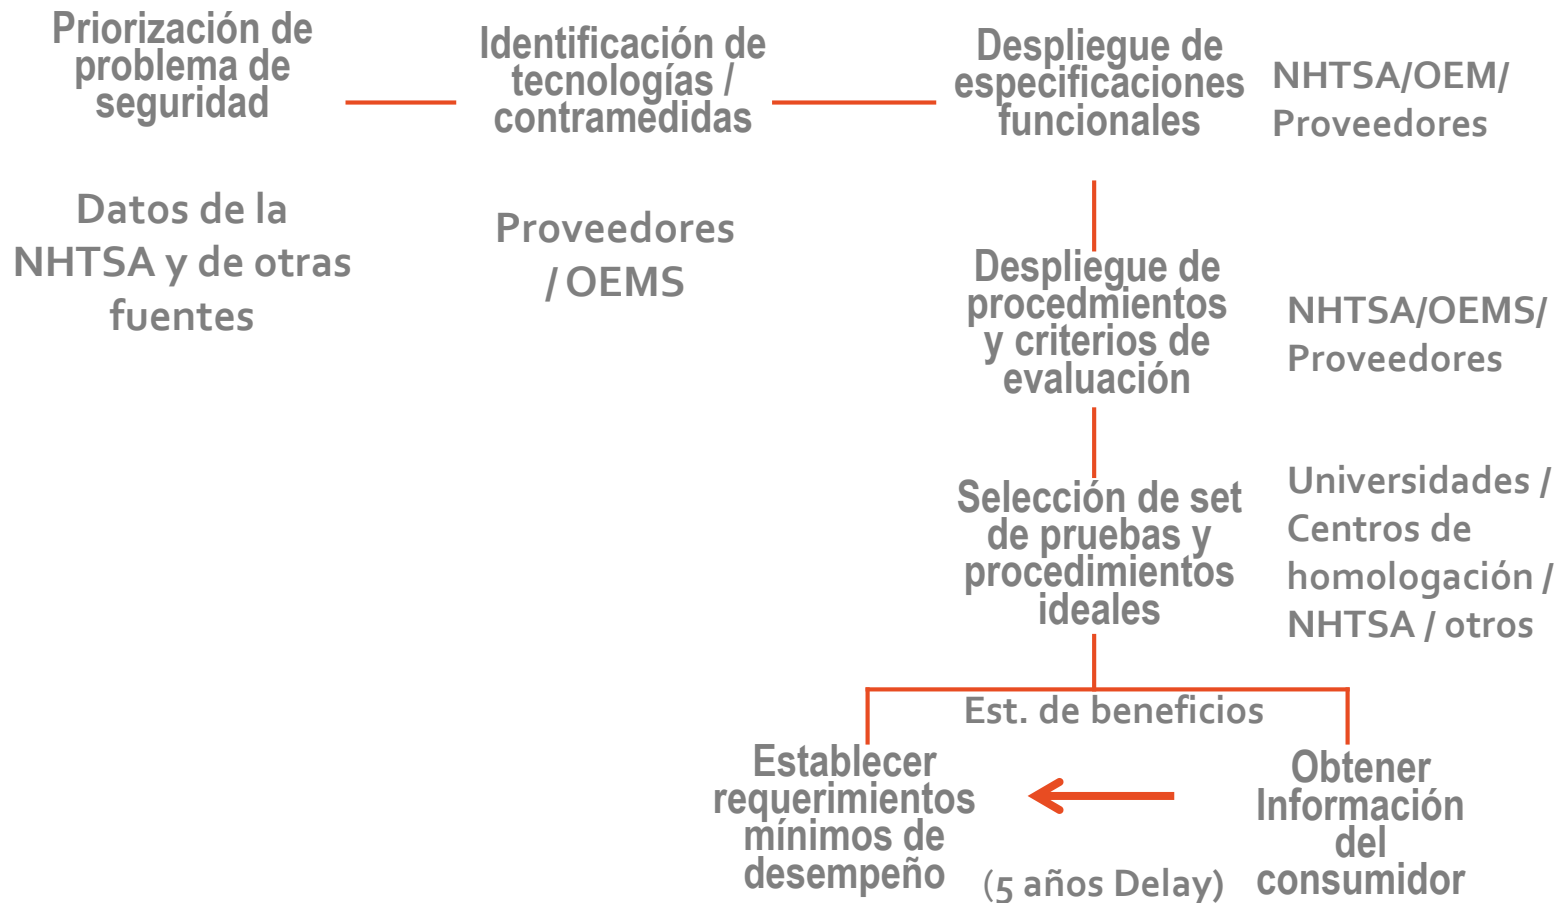 Priorización de
problema de
seguridad
Identificación de
tecnologías /
contramedidas
Despliegue de
especificaciones
funcionales
NHTSA/OEM/
Proveedores
Datos de la
NHTSA y de otras
fuentes
Proveedores
/ OEMS
Despliegue de
procedmientos
y criterios de
evaluación
NHTSA/OEMS/
Proveedores
Selección de set
de pruebas y
procedimientos
ideales
Universidades /
Centros de
homologación /
NHTSA / otros
Est. de beneficios
Establecer
requerimientos
mínimos de
desempeño
Obtener
Información
del
consumidor
(5 años Delay)